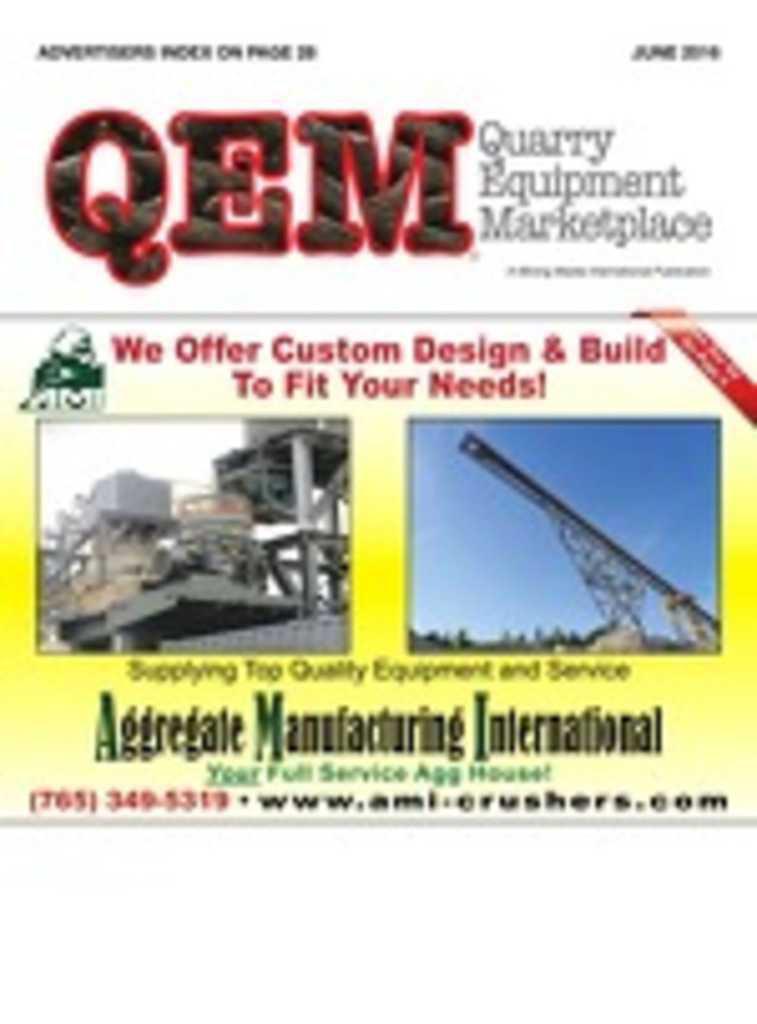 ADVERTISERS INDEX ON PAGE 28
JUNE 2016
QEM
Quarry
Equipment
Marketplace
We Offer Custom Design & Build
To Fit Your Needs!
AMI
Supplying Top Quality Equipment and Service
Aggregate Manufacturing International
Your Full Service Agg House!
(765) 349-5319 • www.ami-crushers.com